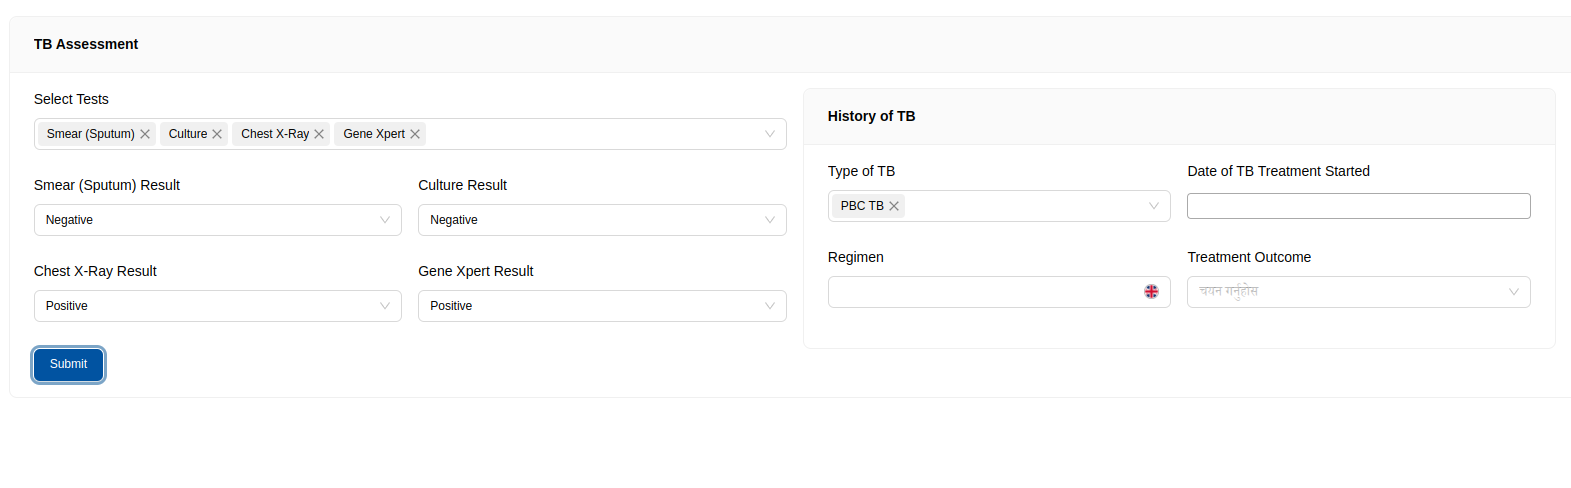 TB Assessment
Select Tests
Smear (Sputum) Culture Chest X-Ray Gene Xpert
Smear (Sputum) Result Culture Result
Negative Negative
Chest X-Ray Result Gene Xpert Result
Positive Positive
Submit
History of TB
Type of TB Date of TB Treatment Started
PBC TB
Regimen Treatment Outcome
चयन गर्नुहोस